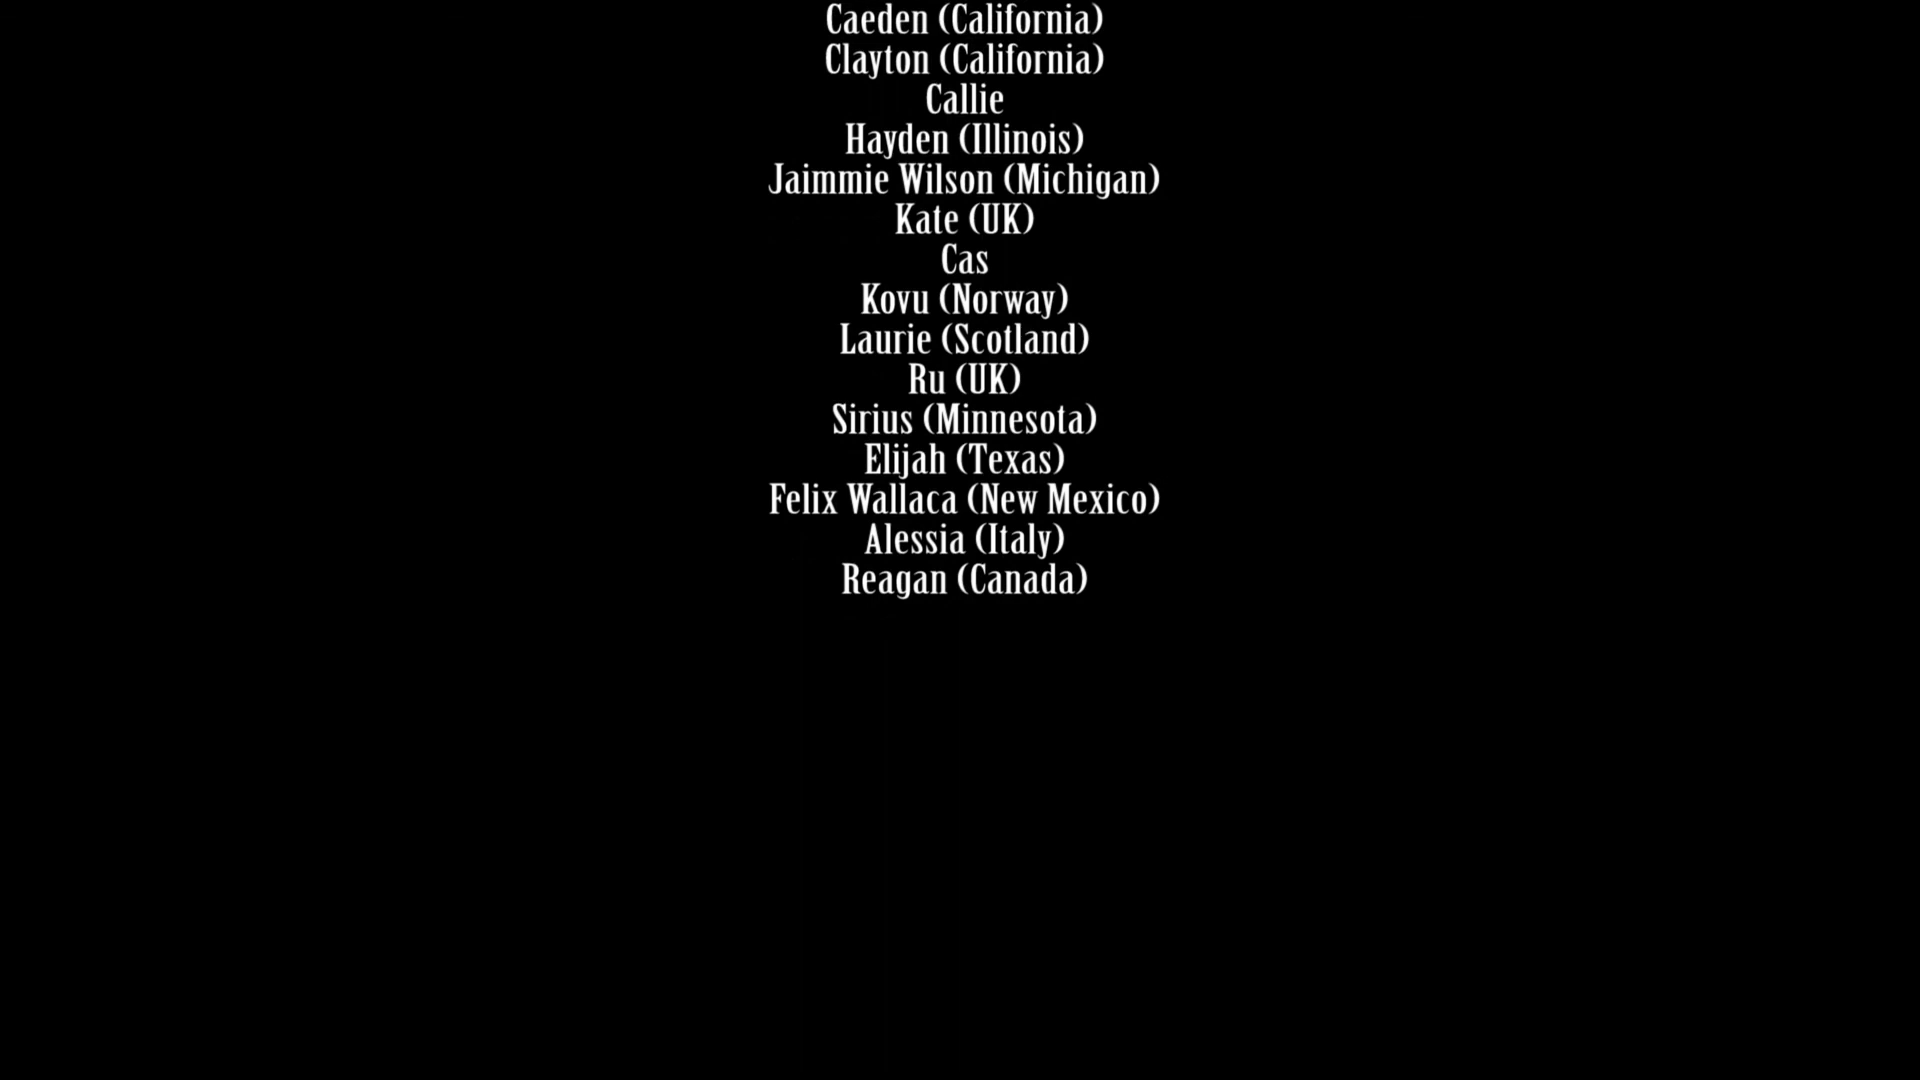 Caeden (California)
Clayton (California)
Callie
Hayden (Illinois)
Jaimmie Wilson (Michigan)
Kate (UK)
Cas
Kovu (Norway)
Laurie (Scotland)
Ru (UK)
Sirius (Minnesota)
Elijah (Texas)
Felix Wallaca (New Mexico)
Alessia (Italy)
Reagan (Canada)